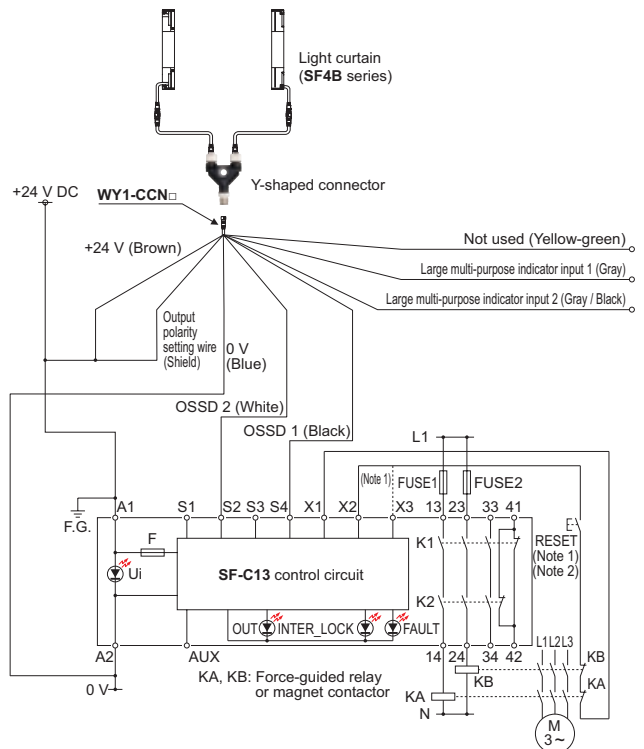 Light curtain
(SF4B series)
Y-shaped connector
+24 V DC
WY1-CCN□
+24 V (Brown)
Not used (Yellow-green)
Large multi-purpose indicator input 1 (Gray)
Large multi-purpose indicator input 2 (Gray / Black)
Output
polarity
setting wire
(Shield)
0 V
(Blue)
OSSD 2 (White)
OSSD 1 (Black)
L1
(Note 1)
FUSE1
FUSE2
F.G.
A1
S1
S2
S3
S4
X1
X2
X3
13
23
33
41
RESET
(Note 1)
(Note 2)
F
K1
Ui
SF-C13 control circuit
K2
OUT
INTER_LOCK
FAULT
A2
AUX
14
24
34
42
L1
L2
L3
KB
KA, KB: Force-guided relay
or magnet contactor
KB
KA
0 V
KA
N
M
3~